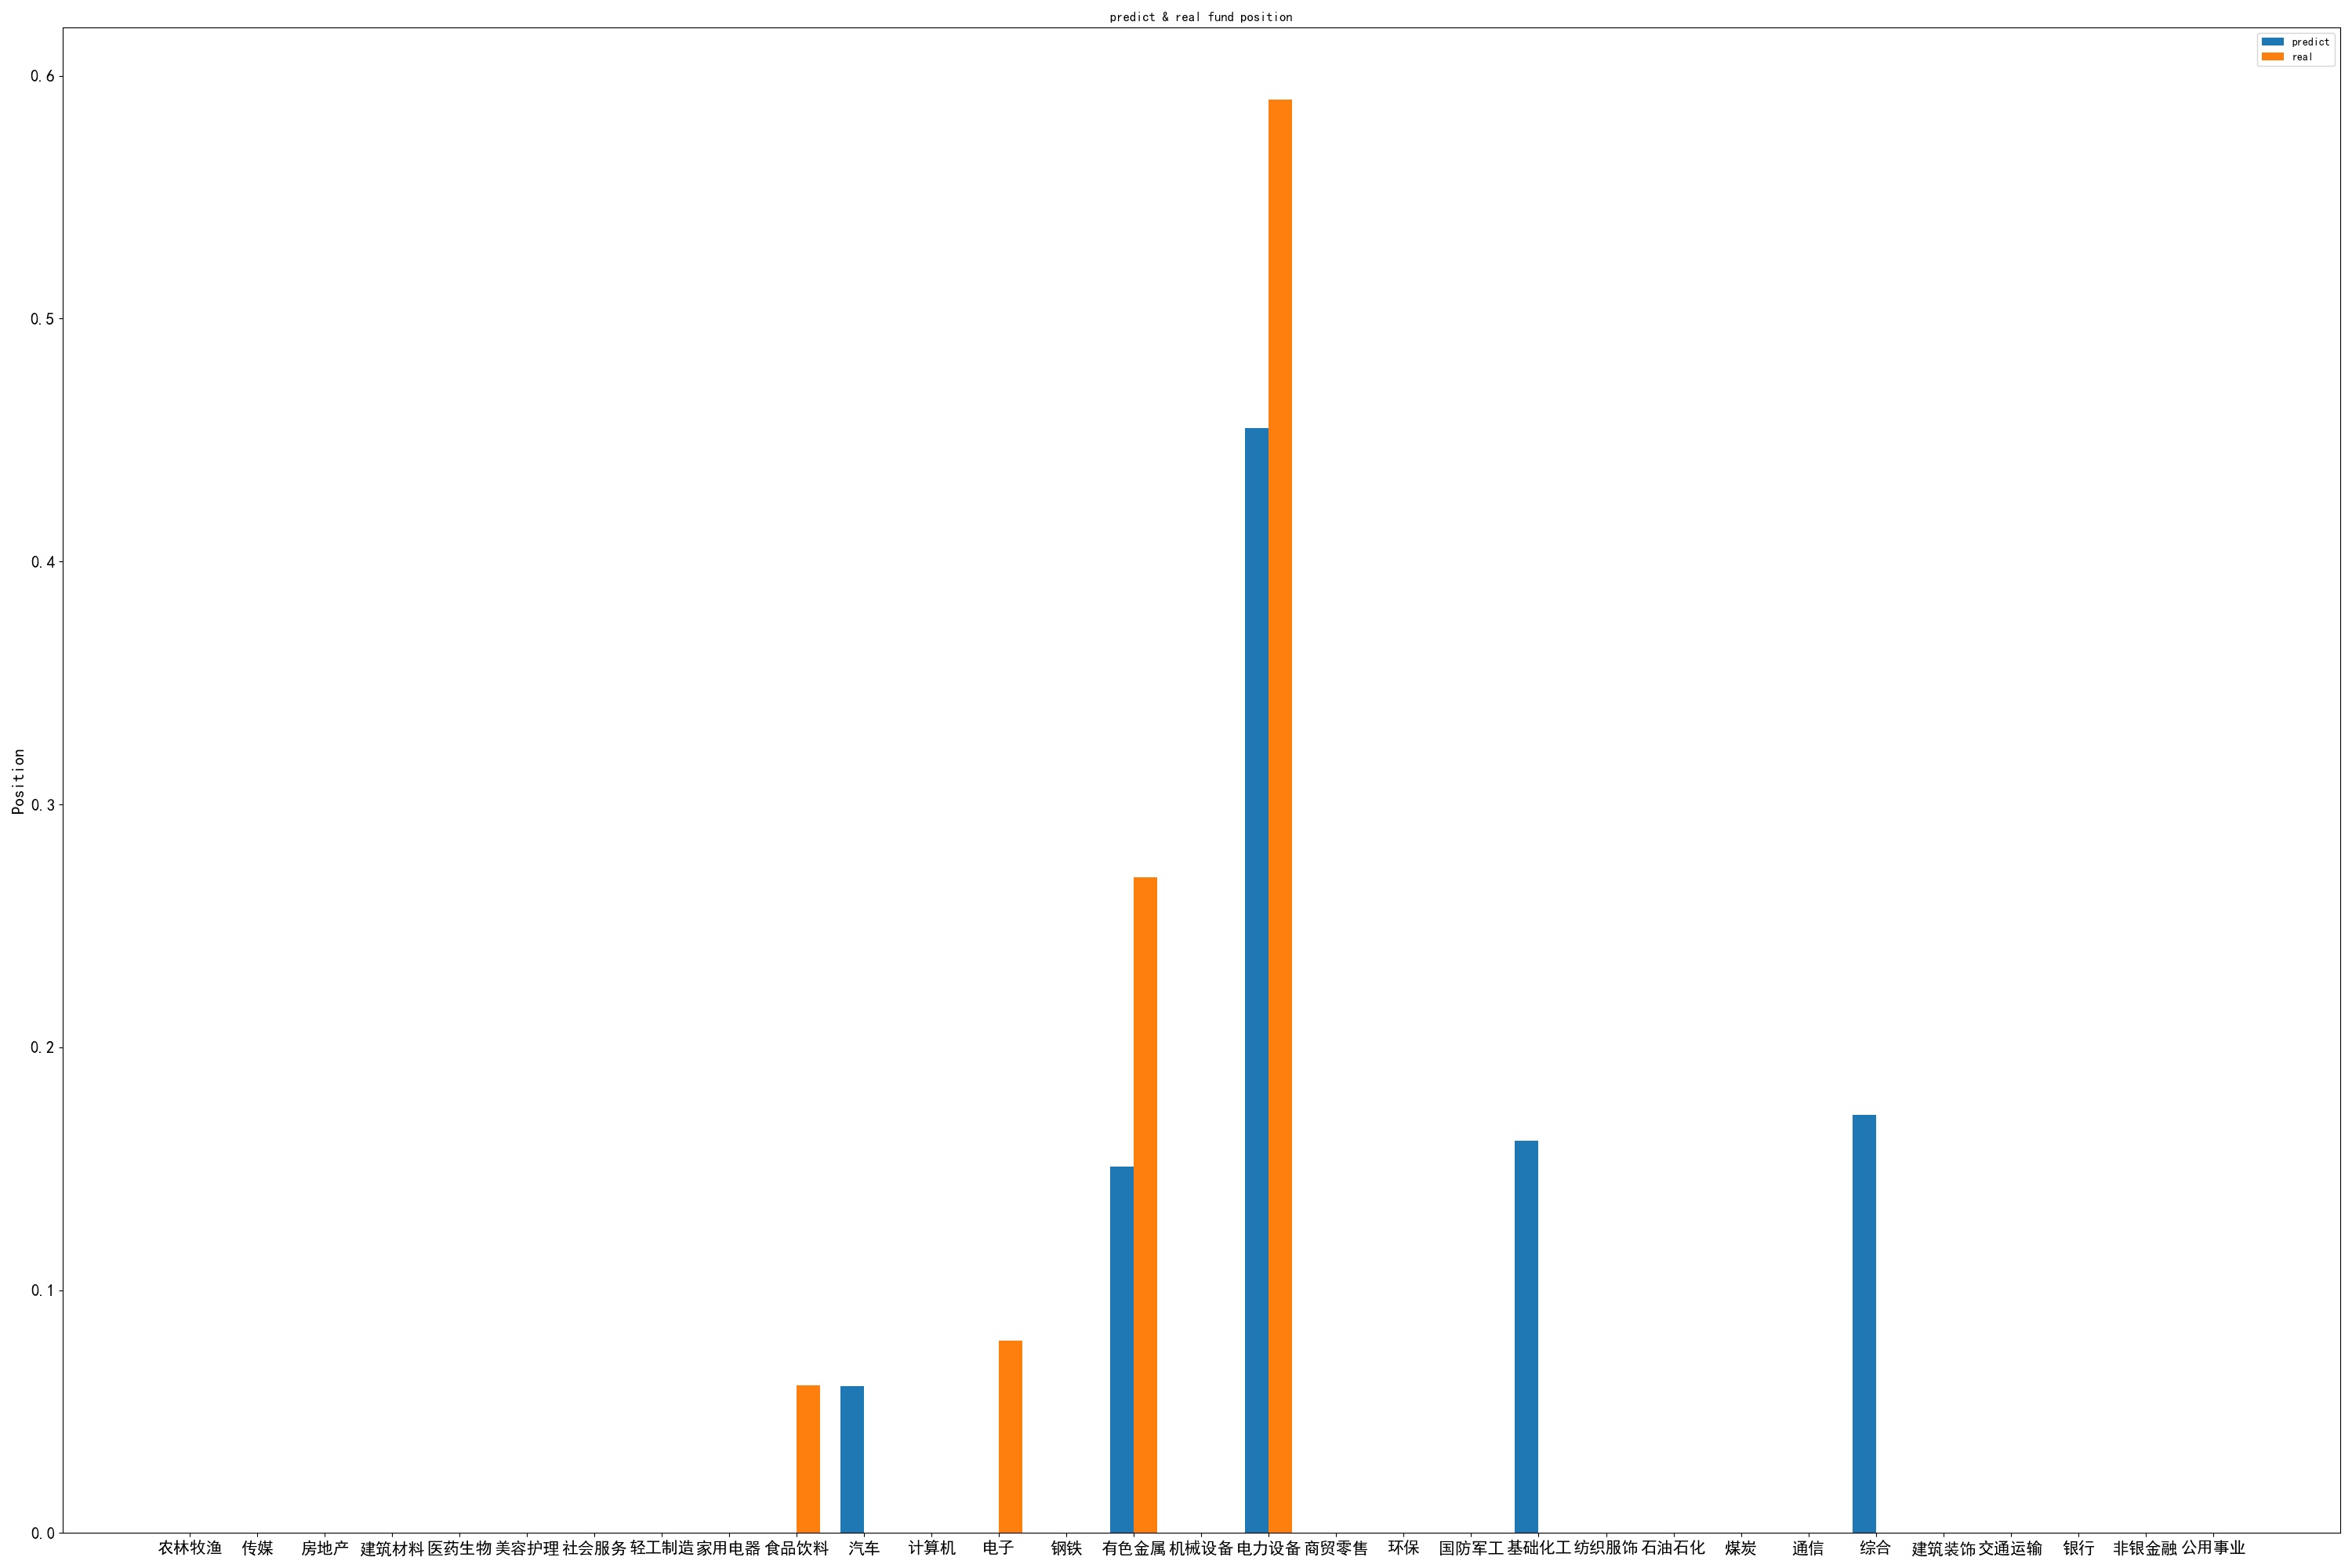 predict & real fund position
predict
real
0.6
0.5
0.4
0.3
0.2
0.1
0.0
Position
农林牧渔 传媒 房地产 建筑材料 医药生物 美容护理 社会服务 轻工制造 家用电器 食品饮料 汽车 计算机 电子 钢铁 有色金属 机械设备 电力设备 商贸零售 环保 国防军工 基础化工 纺织服饰 石油石化 煤炭 通信 综合 建筑装饰 交通运输 银行 非银金融 公用事业